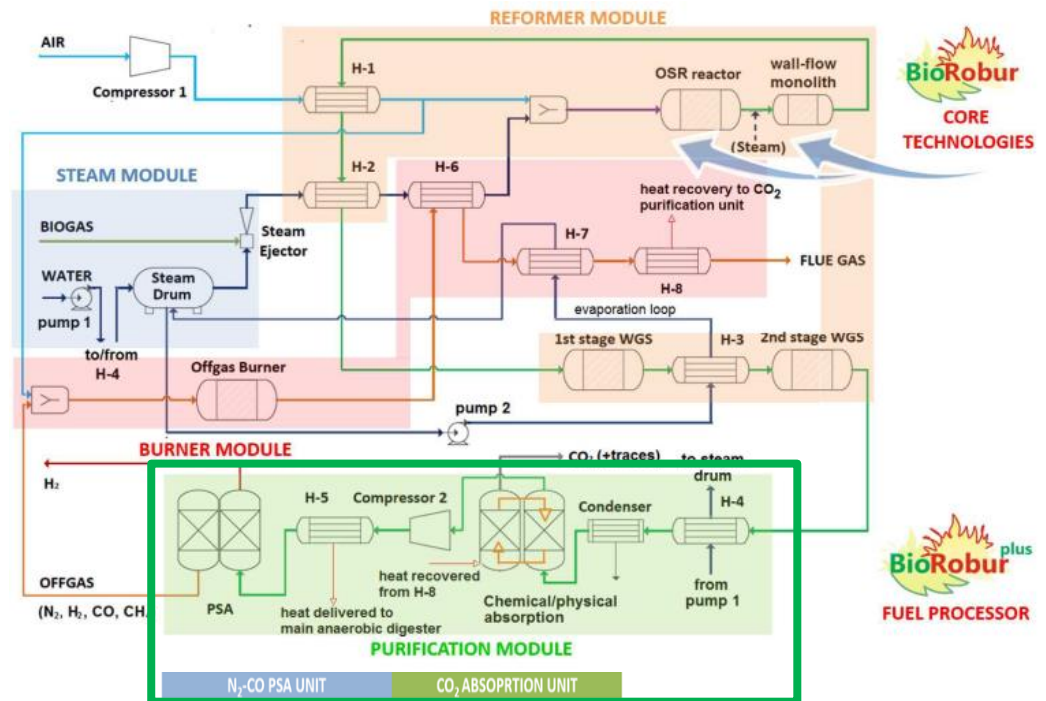 REFORMER MODULE
AIR
Compressor 1
H-1
OSR reactor
wall-flow
monolith
(Steam)
BioRobur
CORE
TECHNOLOGIES
STEAM MODULE
H-2
H-6
heat recovery to CO2
purification unit
BIOGAS
Steam
Ejector
H-7
H-8
FLUE GAS
WATER
pump 1
Steam
Drum
to/from
H-4
evaporation loop
1st stage WGS
H-3
2nd stage WGS
Offgas Burner
pump 2
BURNER MODULE
H2
CO2 (+traces)
to steam
drum
H-5
Compressor 2
Condenser
H-4
BioRobur plus
FUEL PROCESSOR
OFFGAS
(N2, H2, CO, CH
PSA
heat delivered to
main anaerobic digester
heat recovered
from H-8
Chemical/physical
absorption
from
pump 1
PURIFICATION MODULE
N2-CO PSA UNIT
CO2 ABSOPRTION UNIT